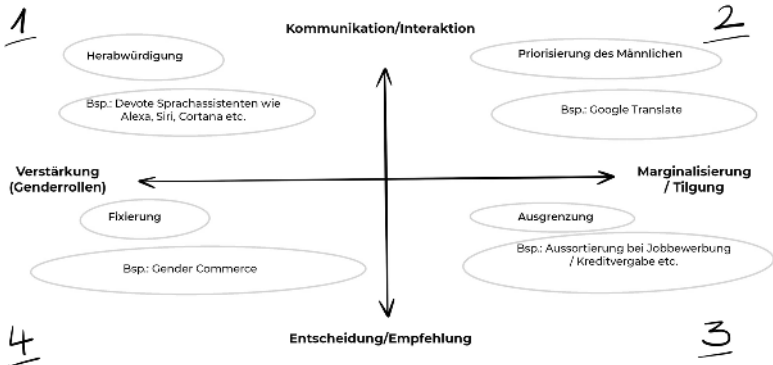 1
Kommunikation/Interaktion
2
Herabwürdigung
Priorisierung des Männlichen
Bsp.: Devote Sprachassistenten wie
Alexa, Siri, Cortana etc.
Bsp.: Google Translate
Verstärkung
(Genderrollen)
Marginalisierung
/ Tilgung
Fixierung
Ausgrenzung
Bsp.: Gender Commerce
Bsp.: Aussortierung bei Jobbewerbung
/ Kreditvergabe etc.
4
Entscheidung/Empfehlung
3